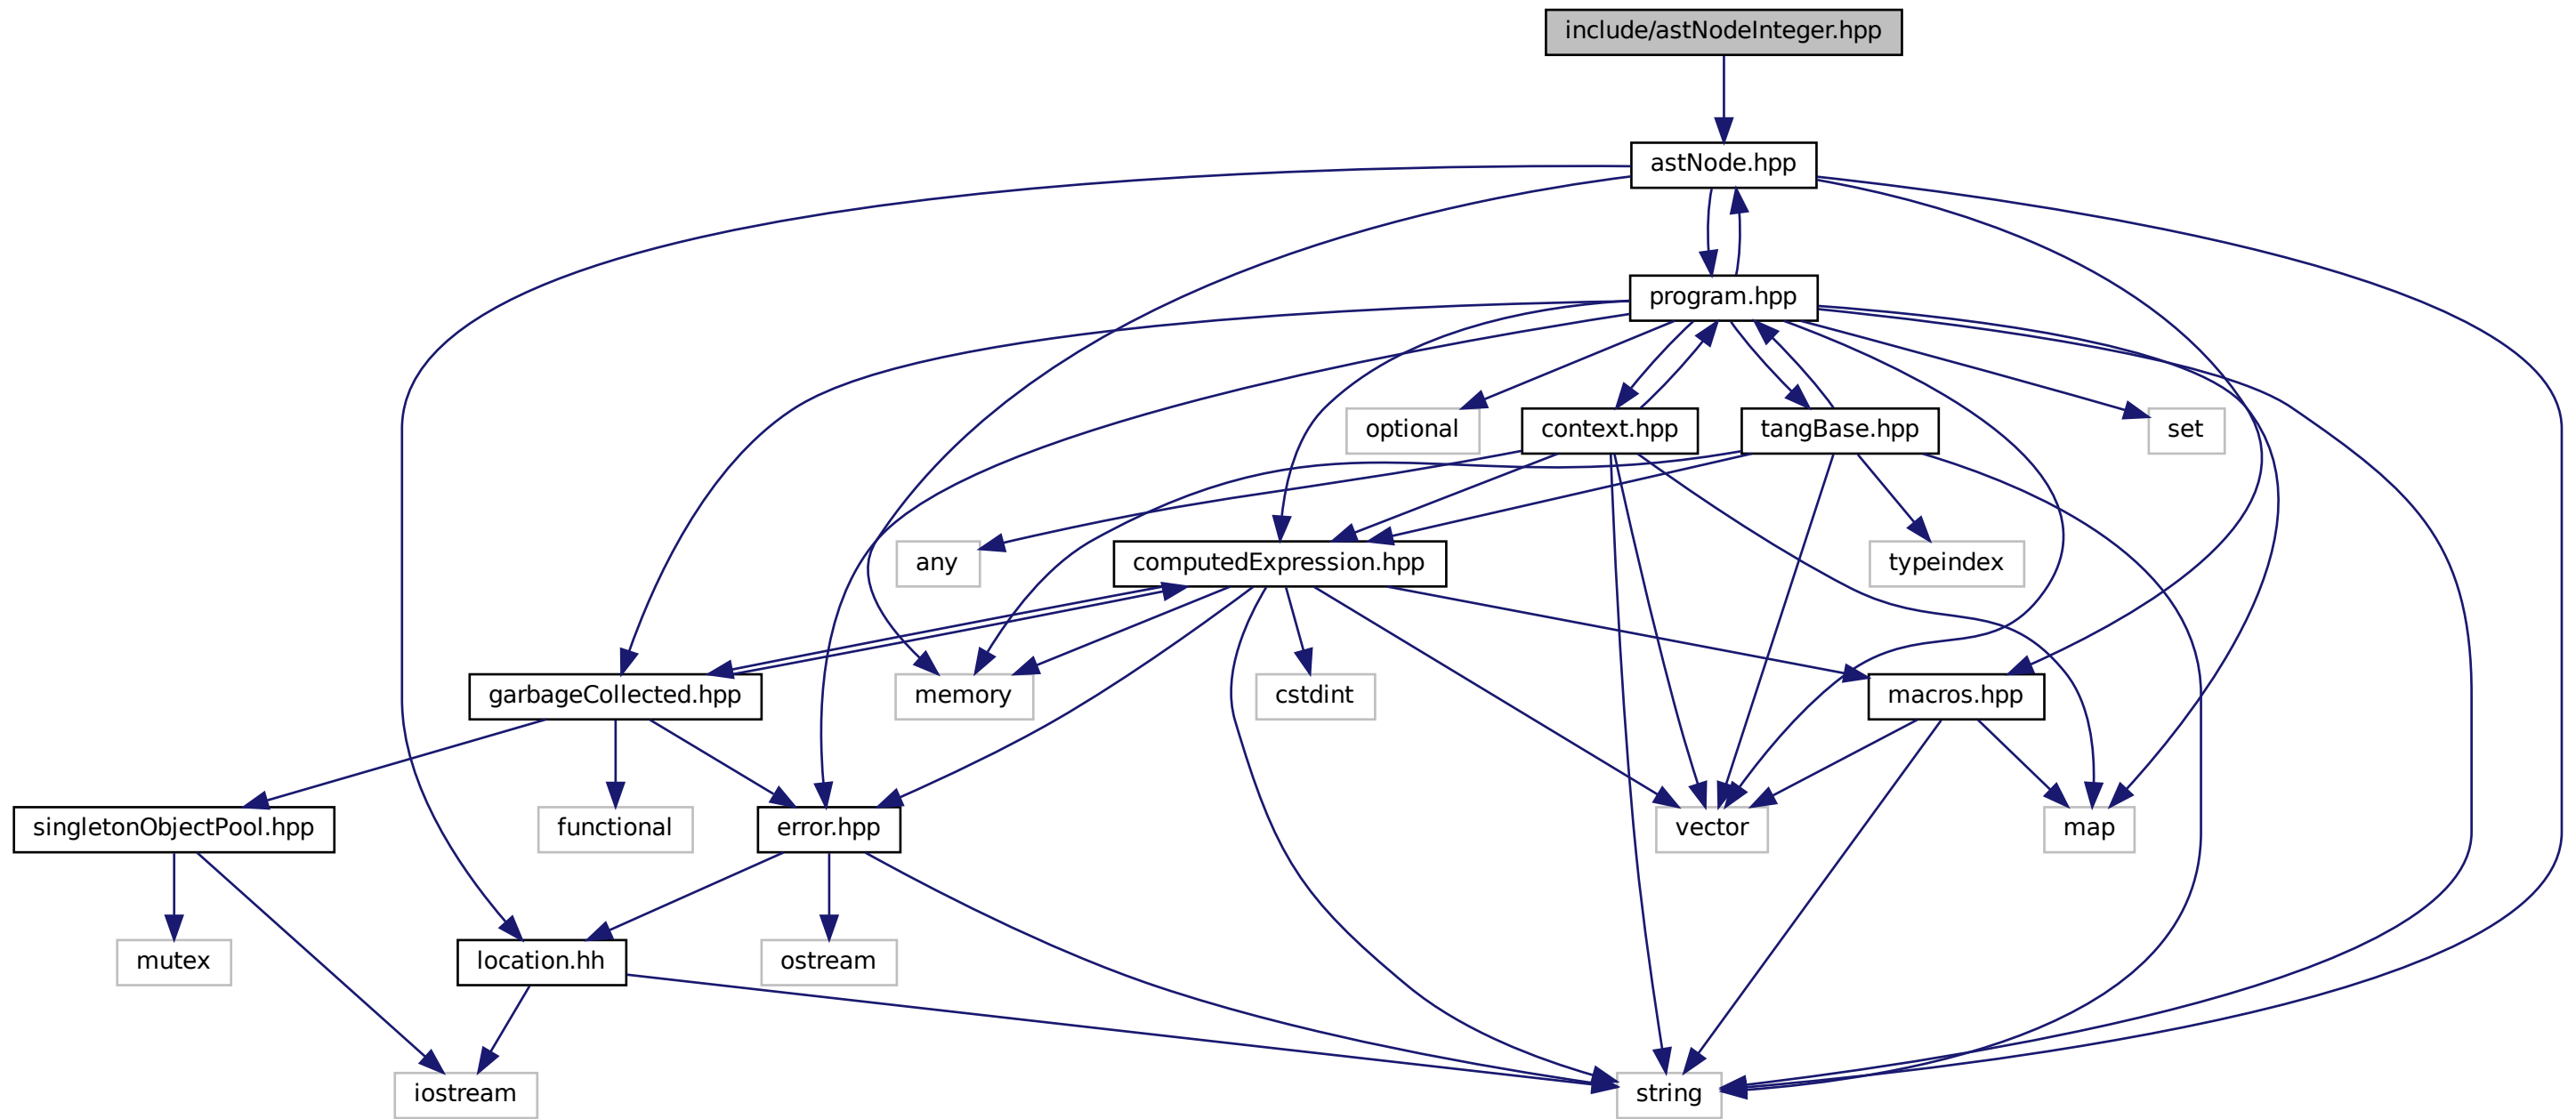 include/astNodeInteger.hpp
astNode.hpp
program.hpp
optional
context.hpp
tangBase.hpp
set
any
computedExpression.hpp
typeindex
garbageCollected.hpp
memory
cstdint
macros.hpp
singletonObjectPool.hpp
functional
error.hpp
vector
map
mutex
location.hh
ostream
iostream
string